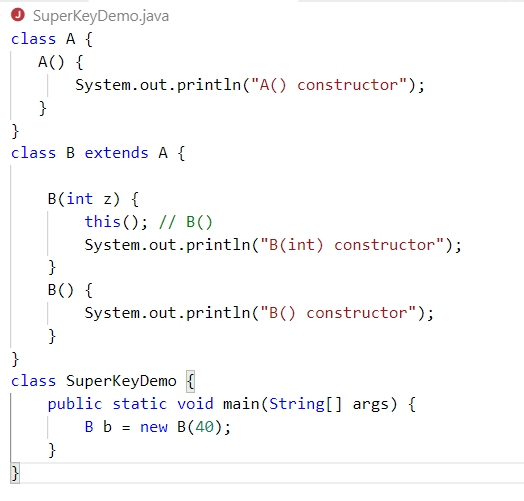 J SuperKeyDemo.java
class A {
   A() {
       System.out.println("A() constructor");
   }
}
class B extends A {

    B(int z) {
        this(); // B()
        System.out.println("B(int) constructor");
    }
    B() {
        System.out.println("B() constructor");
    }
}
class SuperKeyDemo {
    public static void main(String[] args) {
        B b = new B(40);
    }
}